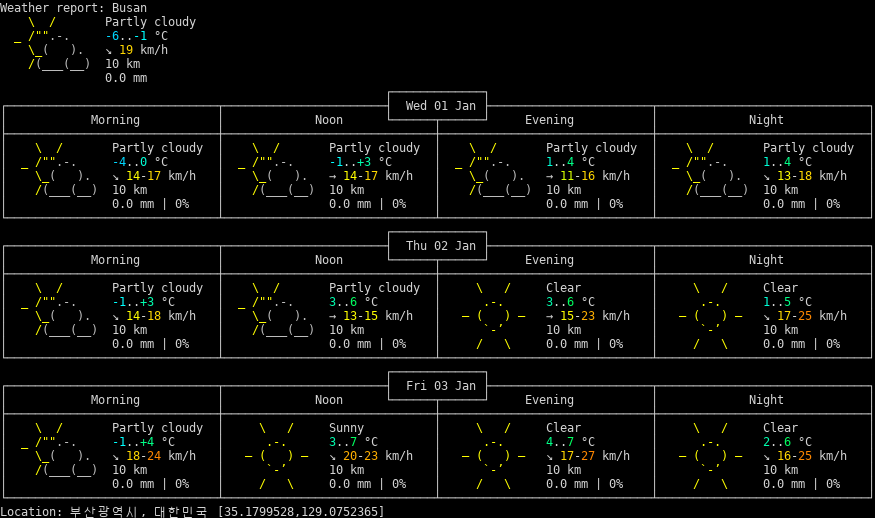 Weather report: Busan
Partly cloudy
-6..-1 °C
↘ 19 km/h
10 km
0.0 mm
Wed 01 Jan
Morning Noon Evening Night
Partly cloudy Partly cloudy Partly cloudy Partly cloudy
-4..0 °C -1..+3 °C 1..4 °C 1..4 °C
↘ 14-17 km/h → 14-17 km/h → 11-16 km/h ↘ 13-18 km/h
10 km 10 km 10 km 10 km
0.0 mm | 0% 0.0 mm | 0% 0.0 mm | 0% 0.0 mm | 0%
Thu 02 Jan
Morning Noon Evening Night
Partly cloudy Partly cloudy Clear Clear
-1..+3 °C 3..6 °C 3..6 °C 1..5 °C
↘ 14-18 km/h → 13-15 km/h → 15-23 km/h ↘ 17-25 km/h
10 km 10 km 10 km 10 km
0.0 mm | 0% 0.0 mm | 0% 0.0 mm | 0% 0.0 mm | 0%
Fri 03 Jan
Morning Noon Evening Night
Partly cloudy Sunny Clear Clear
-1..+4 °C 3..7 °C 4..7 °C 2..6 °C
↘ 18-24 km/h ↘ 20-23 km/h ↘ 17-27 km/h ↘ 16-25 km/h
10 km 10 km 10 km 10 km
0.0 mm | 0% 0.0 mm | 0% 0.0 mm | 0% 0.0 mm | 0%
Location: 부산광역시, 대한민국 [35.1799528,129.0752365]